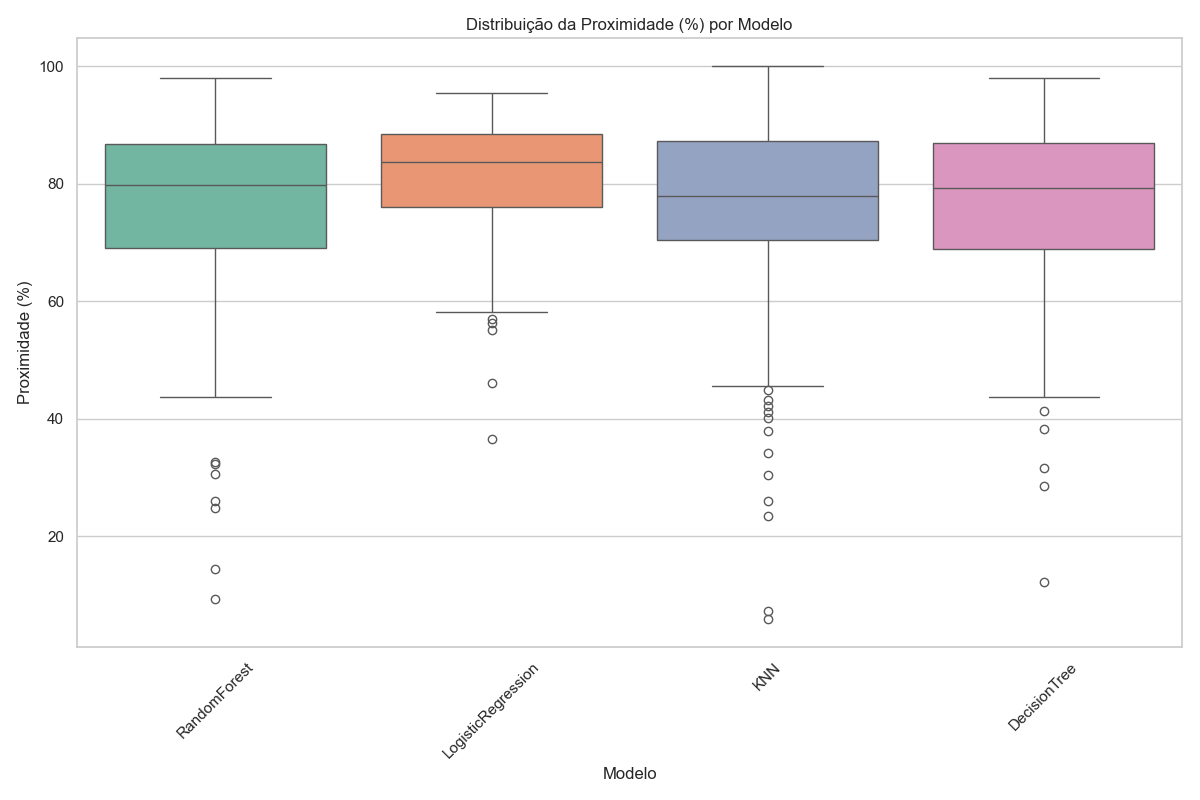 Distribuição da Proximidade (%) por Modelo
Proximidade (%)
100
80
60
40
20
RandomForest
LogisticRegression
KNN
DecisionTree
Modelo